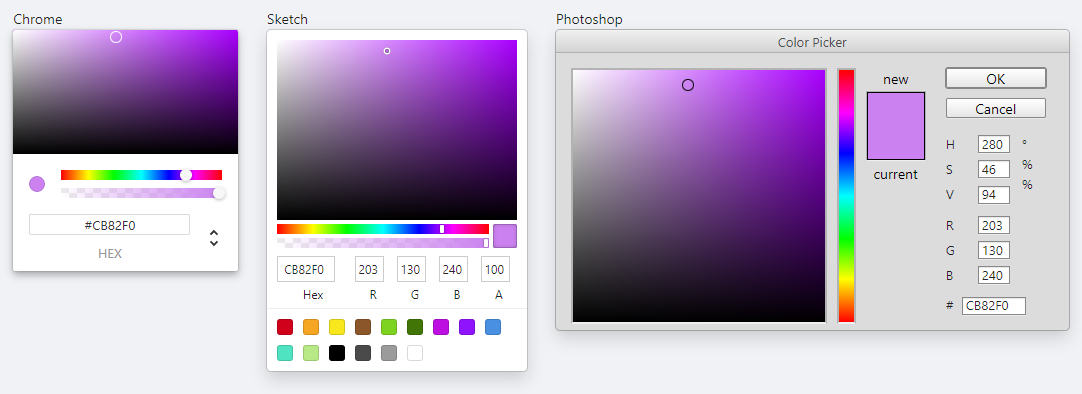 Chrome
#CB82F0
HEX
Sketch
CB82F0 203 130 240 100
Hex R G B A
Photoshop
Color Picker
new
current
OK
Cancel
H 280 °
S 46 %
V 94 %
R 203
G 130
B 240
# CB82F0